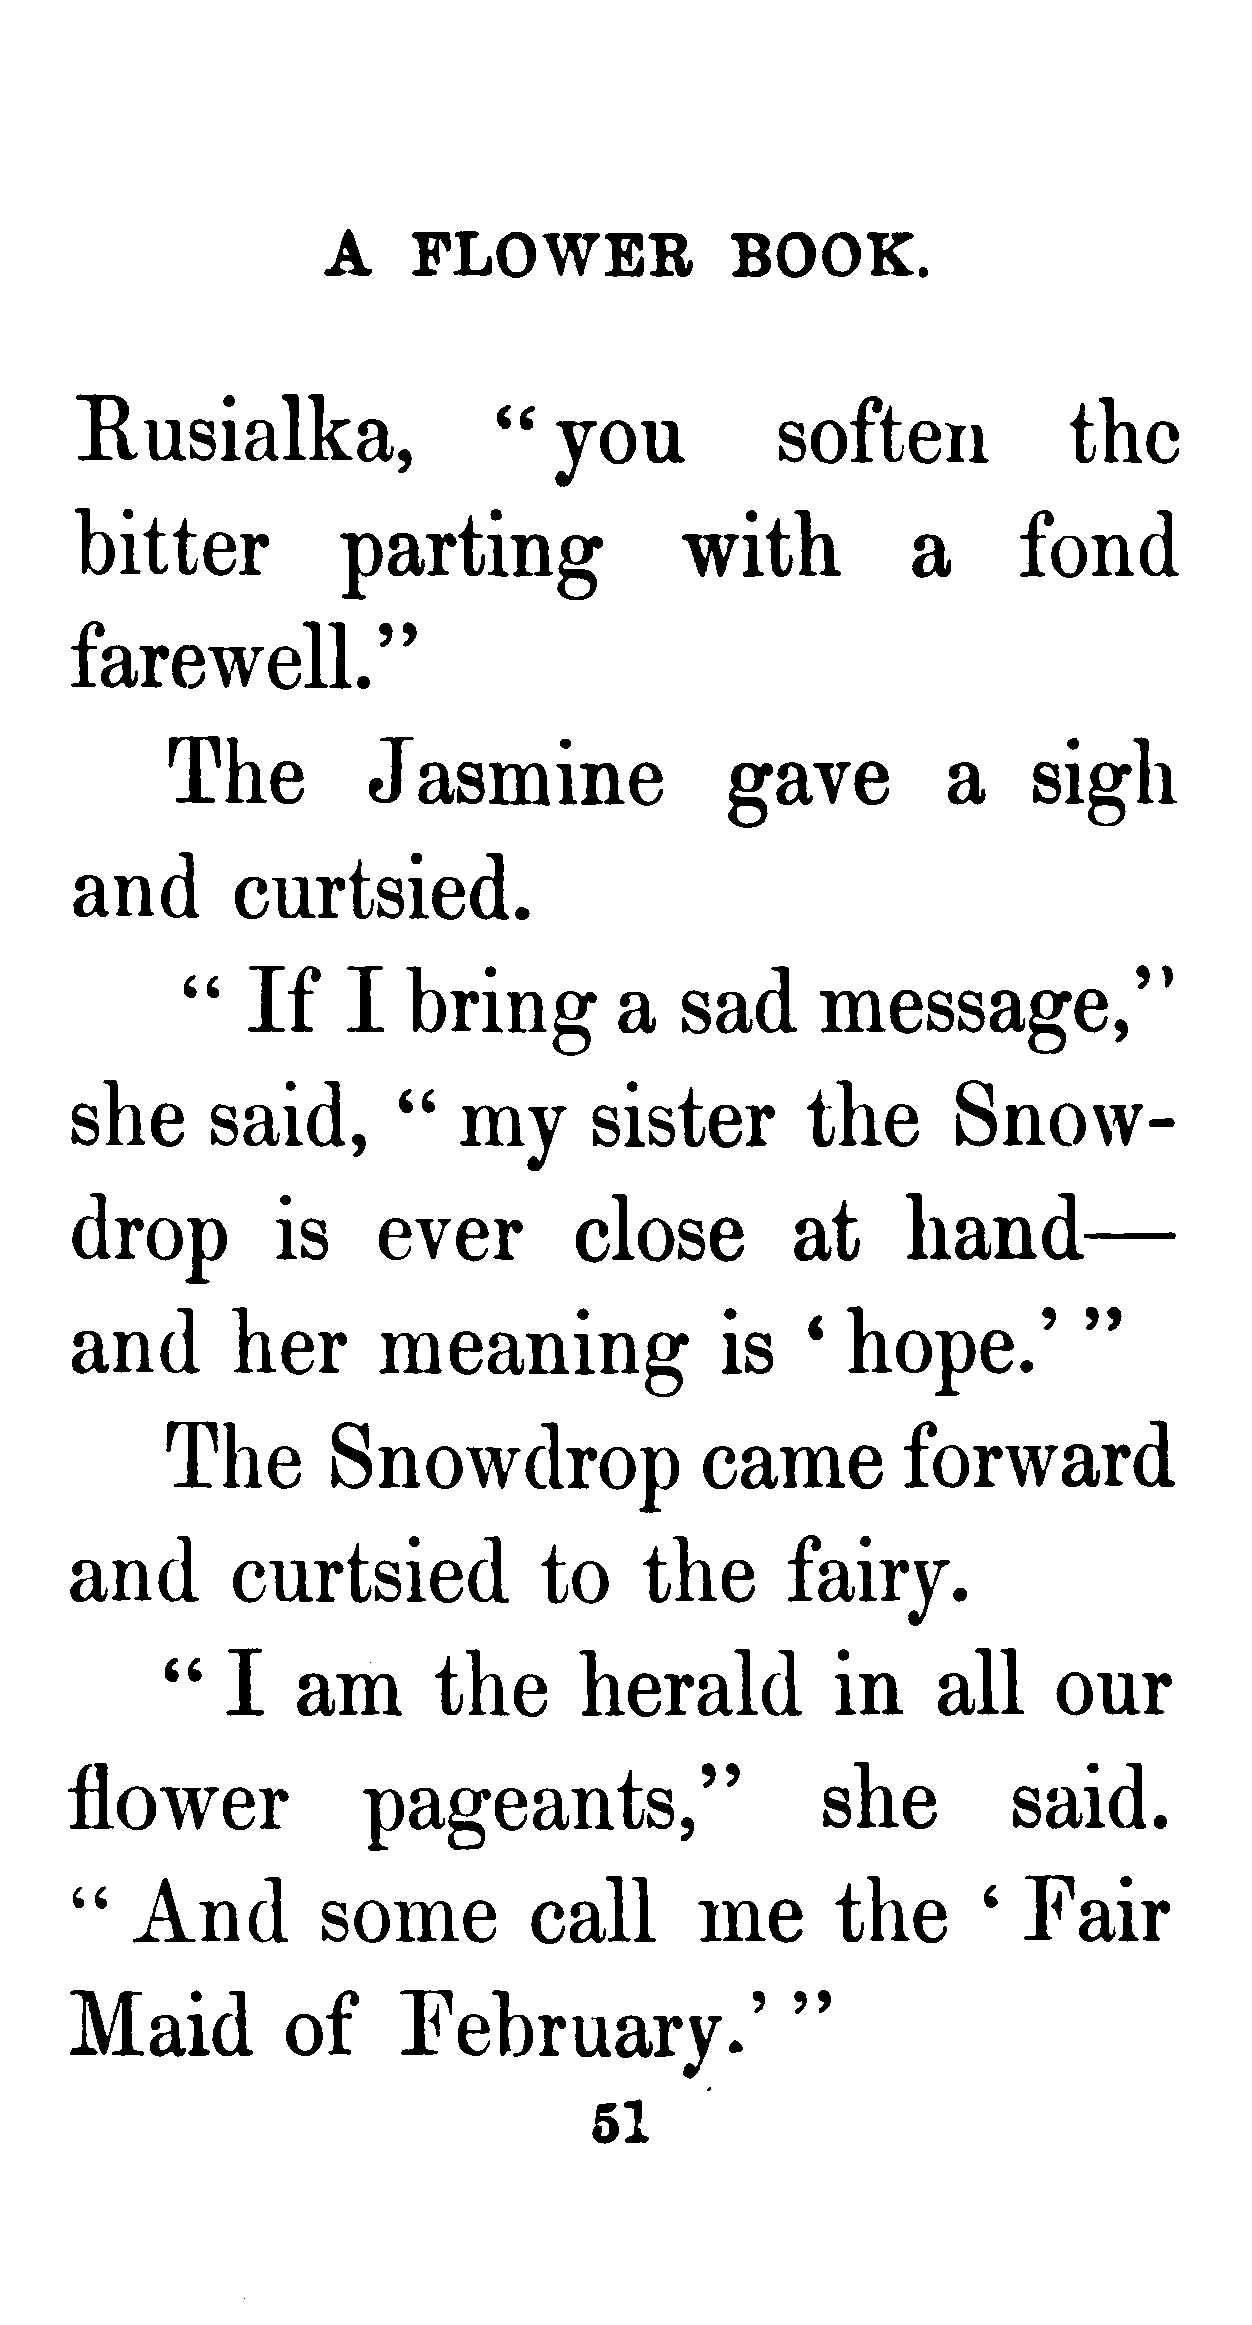 A FLOWER BOOK.
Rusialka, “ you soften the
bitter parting with a fond
farewell.”
The Jasmine gave a sigh
and curtsied.
“ If I bring a sad message,”
she said, “ my sister the Snow-
drop is ever close at hand—
and her meaning is ‘ hope.’ ”
The Snowdrop came forward
and curtsied to the fairy.
“ I am the herald in all our
flower pageants,” she said.
“ And some call me the ‘ Fair
Maid of February.’ ”
51